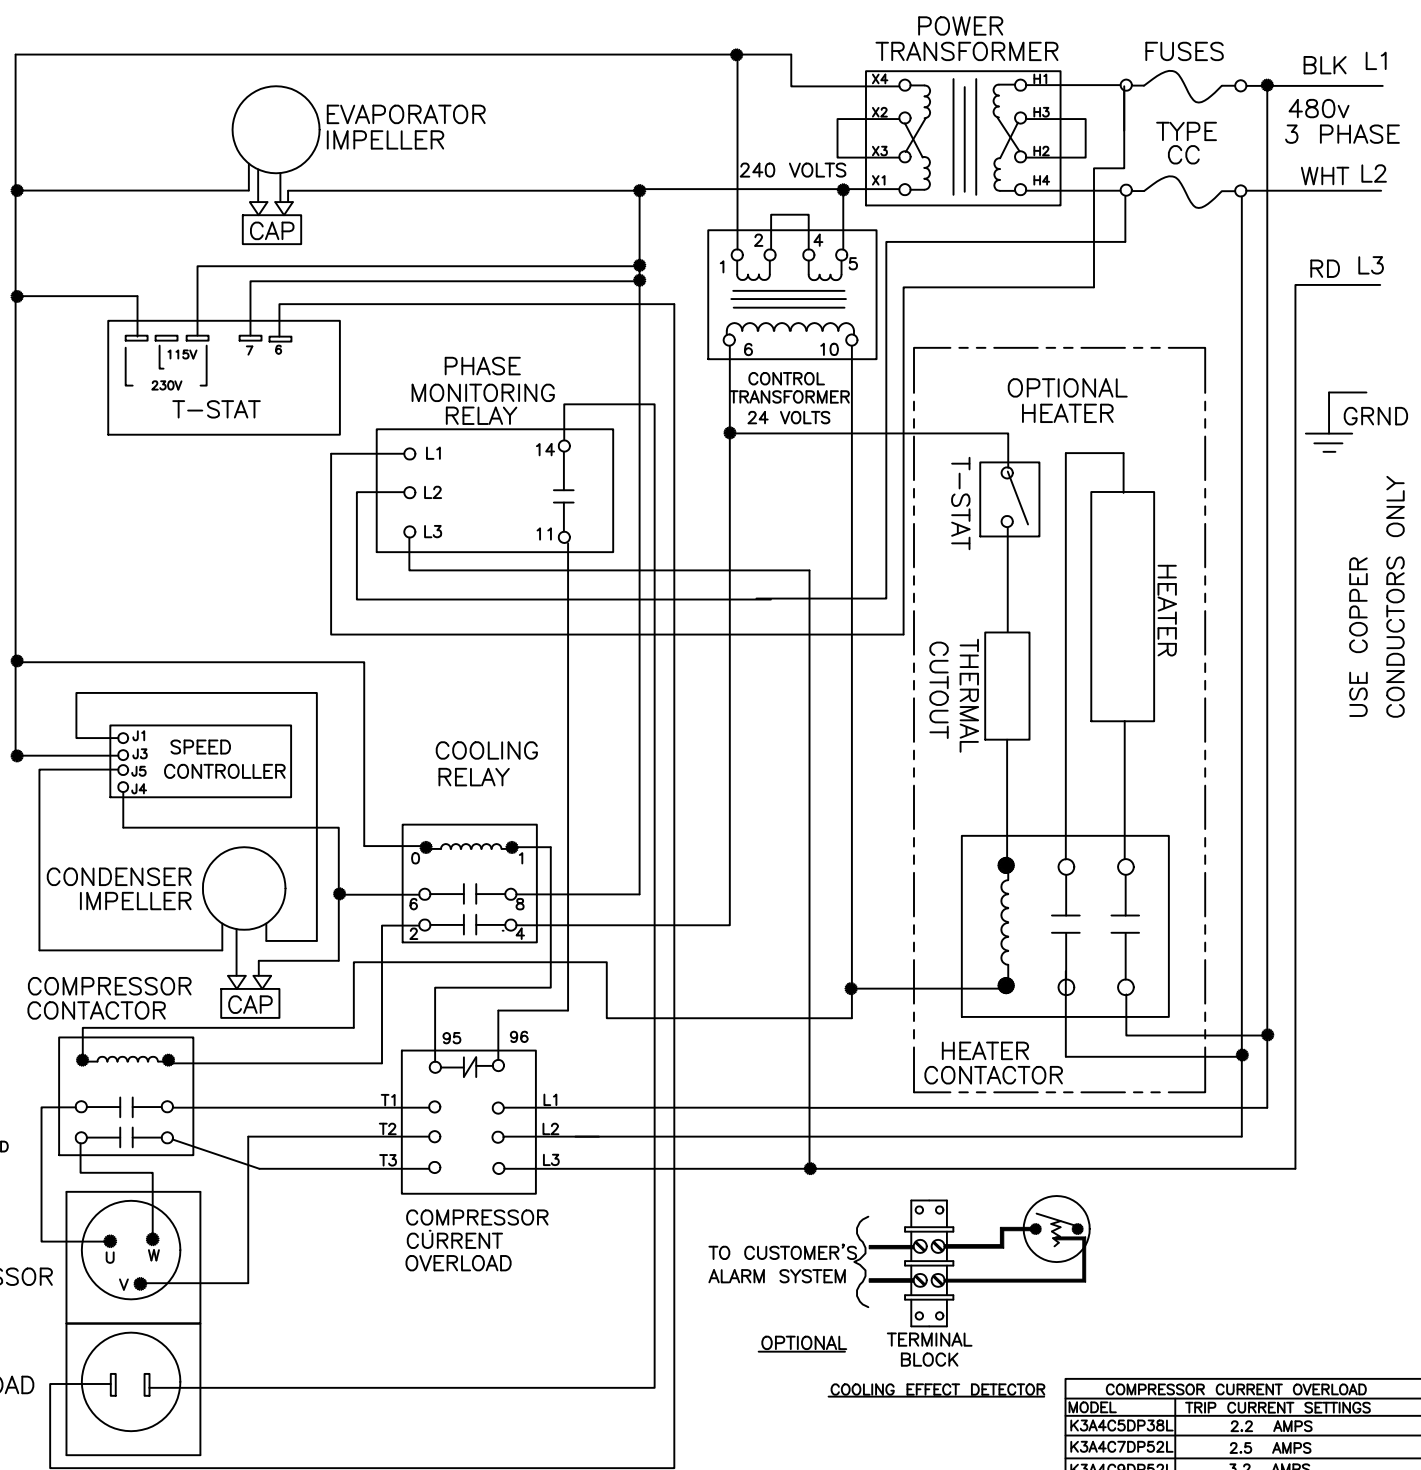 POWER
TRANSFORMER
FUSES
BLK L1
480v
3 PHASE
TYPE
CC
WHT L2
RD L3
X4
X2
X3
X1
H1
H3
H2
H4
240 VOLTS
EVAPORATOR
IMPELLER
CAP
1
2
4
5
6
10
CONTROL
TRANSFORMER
24 VOLTS
115V
230V
7
6
T-STAT
PHASE
MONITORING
RELAY
L1
L2
L3
14
11
OPTIONAL
HEATER
T-STAT
THERMAL
CUTOUT
HEATER
GRND
USE COPPER
CONDUCTORS ONLY
J1
J3
J5
J4
SPEED
CONTROLLER
COOLING
RELAY
0
1
6
8
2
4
CONDENSER
IMPELLER
CAP
COMPRESSOR
CONTACTOR
95
96
T1
T2
T3
L1
L2
L3
HEATER
CONTACTOR
COMPRESSOR
CURRENT
OVERLOAD
D
U
W
V
SSOR
OAD
TO CUSTOMER'S
ALARM SYSTEM
OPTIONAL
TERMINAL
BLOCK
COOLING EFFECT DETECTOR
COMPRESSOR CURRENT OVERLOAD
MODEL TRIP CURRENT SETTINGS
K3A4C5DP38L 2.2 AMPS
K3A4C7DP52L 2.5 AMPS
K3A4C9DP52L 3.2 AMPS